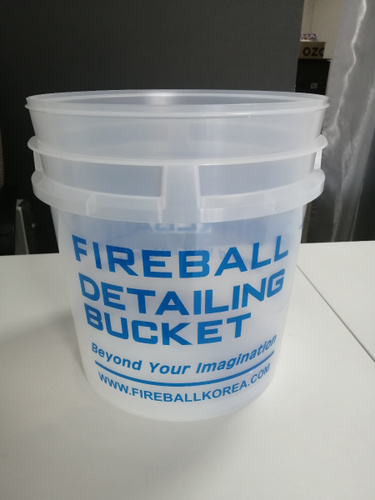 FIREBALL
DETAILING
BUCKET
Beyond Your Imagination
WWW.FIREBALLKOREA.COM